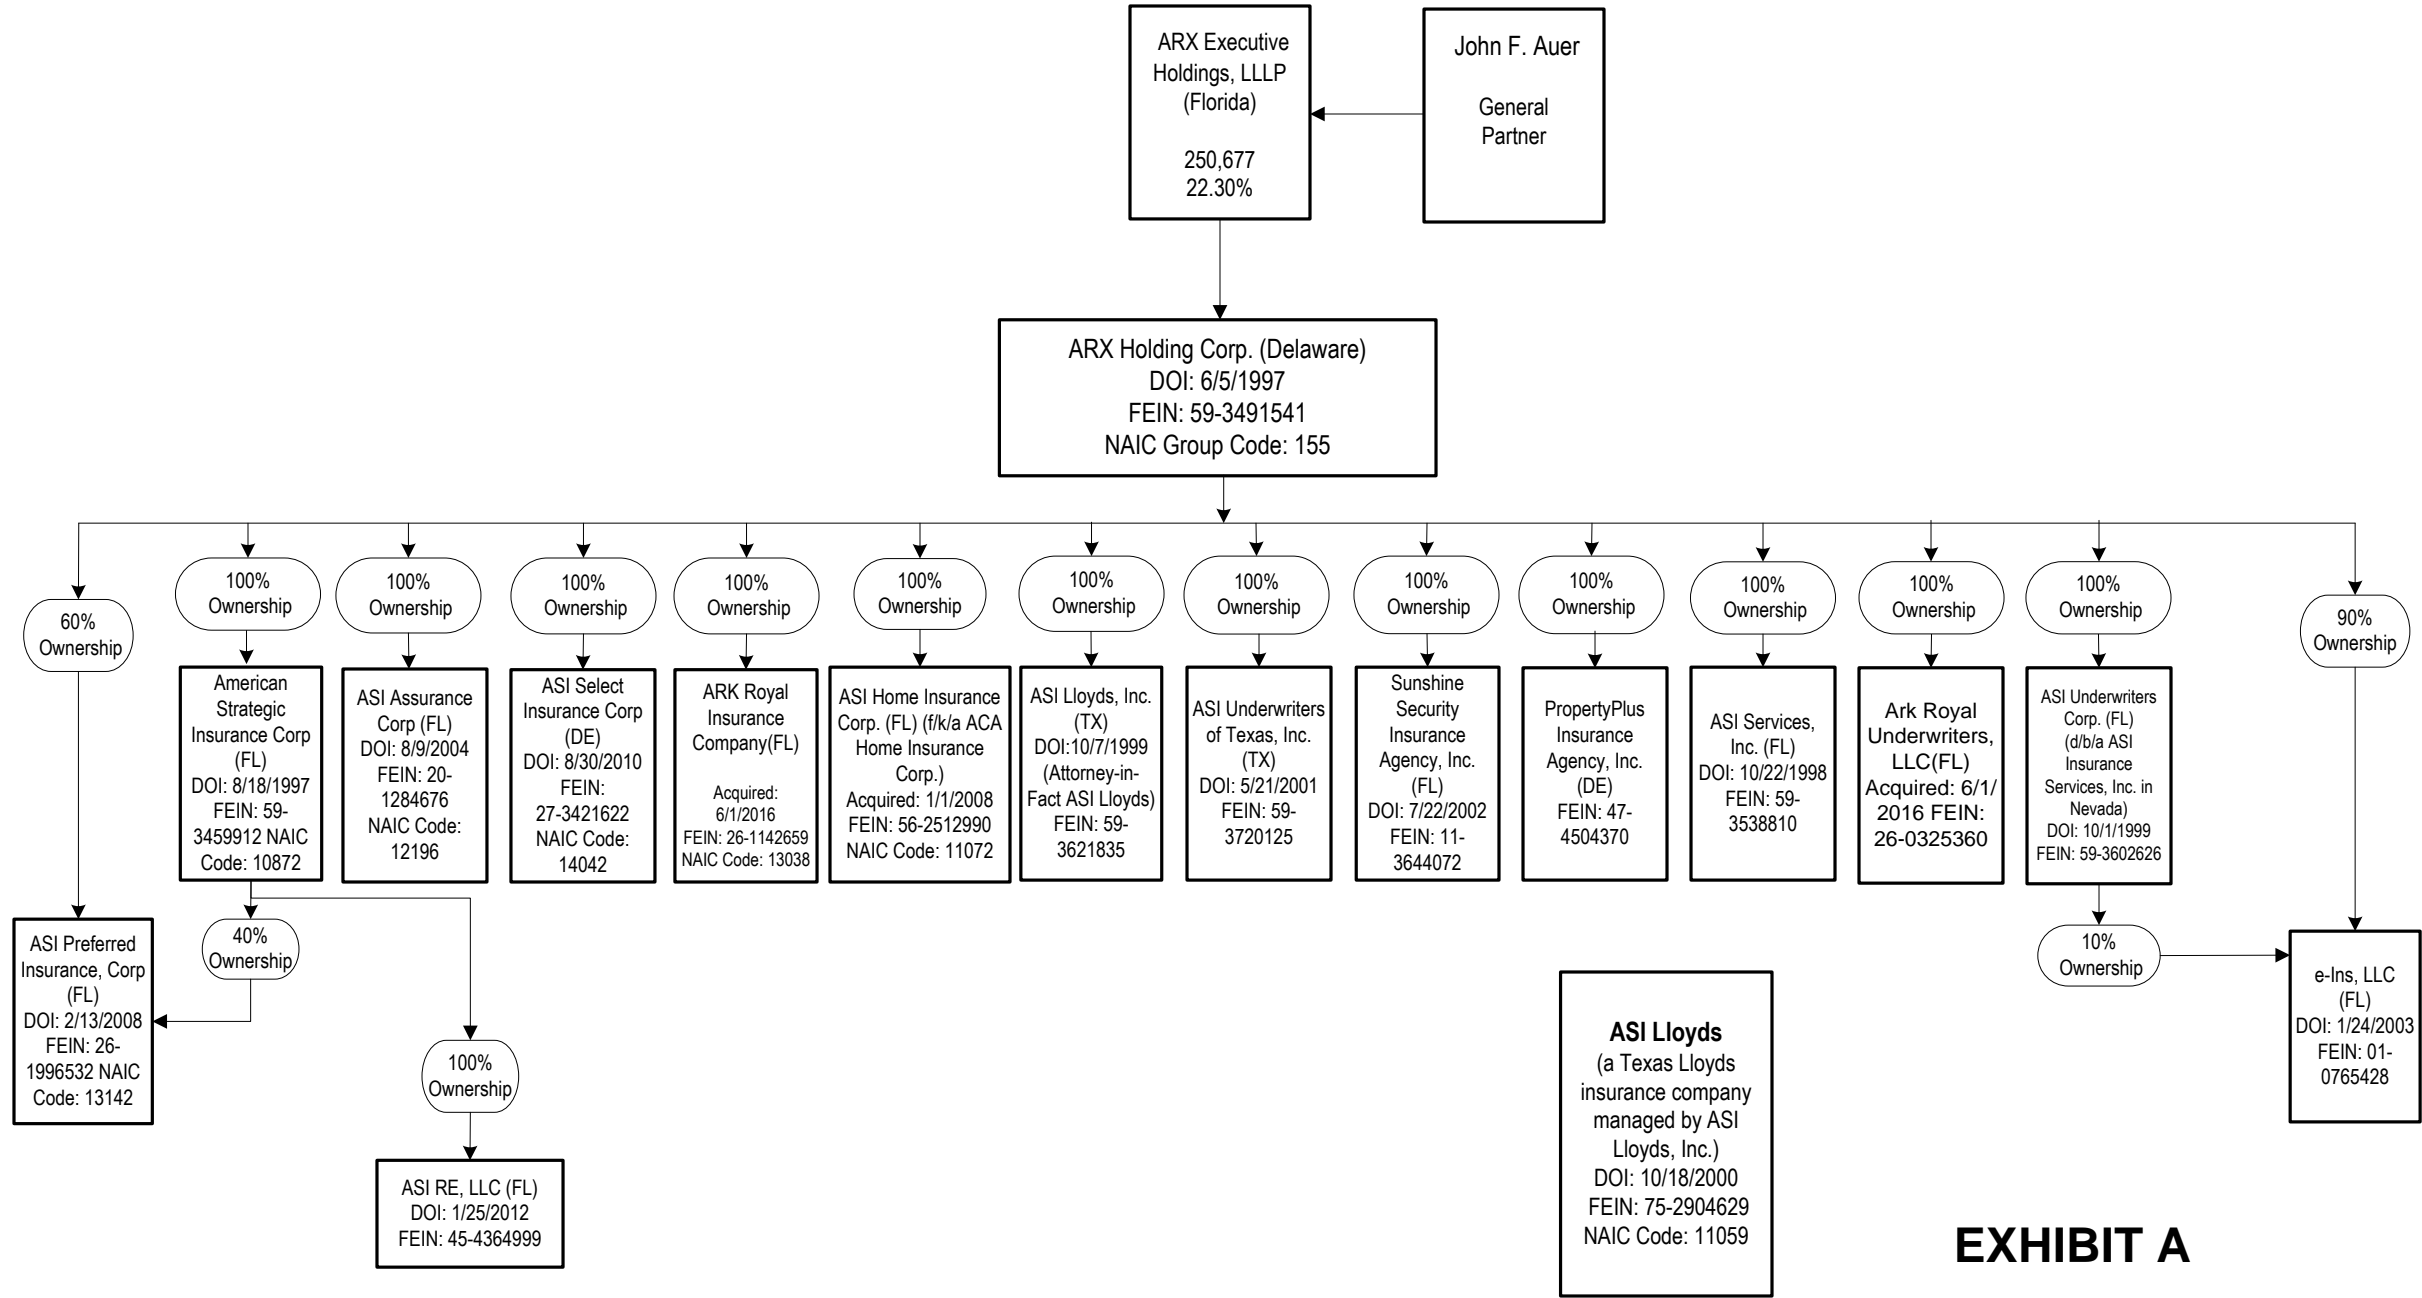 ARX Executive
Holdings, LLLP
(Florida)
250,677
22.30%
John F. Auer
General
Partner
ARX Holding Corp. (Delaware)
DOI: 6/5/1997
FEIN: 59-3491541
NAIC Group Code: 155
60%
Ownership
100%
Ownership
100%
Ownership
100%
Ownership
100%
Ownership
100%
Ownership
100%
Ownership
100%
Ownership
100%
Ownership
100%
Ownership
100%
Ownership
100%
Ownership
100%
Ownership
90%
Ownership
American
Strategic
Insurance Corp
(FL)
DOI: 8/18/1997
FEIN: 59-
3459912 NAIC
Code: 10872
ASI Assurance
Corp (FL)
DOI: 8/9/2004
FEIN: 20-
1284676
NAIC Code:
12196
ASI Select
Insurance Corp
(DE)
DOI: 8/30/2010
FEIN:
27-3421622
NAIC Code:
14042
ARK Royal
Insurance
Company(FL)
Acquired:
6/1/2016
FEIN: 26-1142659
NAIC Code: 13038
ASI Home Insurance
Corp. (FL) (f/k/a ACA
Home Insurance
Corp.)
Acquired: 1/1/2008
FEIN: 56-2512990
NAIC Code: 11072
ASI Lloyds, Inc.
(TX)
DOI:10/7/1999
(Attorney-in-
Fact ASI Lloyds)
FEIN: 59-
3621835
ASI Underwriters
of Texas, Inc.
(TX)
DOI: 5/21/2001
FEIN: 59-
3720125
Sunshine
Security
Insurance
Agency, Inc.
(FL)
DOI: 7/22/2002
FEIN: 11-
3644072
PropertyPlus
Insurance
Agency, Inc.
(DE)
FEIN: 47-
4504370
ASI Services,
Inc. (FL)
DOI: 10/22/1998
FEIN: 59-
3538810
Ark Royal
Underwriters,
LLC(FL)
Acquired: 6/1/
2016 FEIN:
26-0325360
ASI Underwriters
Corp. (FL)
(d/b/a ASI
Insurance
Services, Inc. in
Nevada)
DOI: 10/1/1999
FEIN: 59-3602626
ASI Preferred
Insurance, Corp
(FL)
DOI: 2/13/2008
FEIN: 26-
1996532 NAIC
Code: 13142
40%
Ownership
100%
Ownership
ASI RE, LLC (FL)
DOI: 1/25/2012
FEIN: 45-4364999
ASI Lloyds
(a Texas Lloyds
insurance company
managed by ASI
Lloyds, Inc.)
DOI: 10/18/2000
FEIN: 75-2904629
NAIC Code: 11059
10%
Ownership
e-Ins, LLC
(FL)
DOI: 1/24/2003
FEIN: 01-
0765428
EXHIBIT A